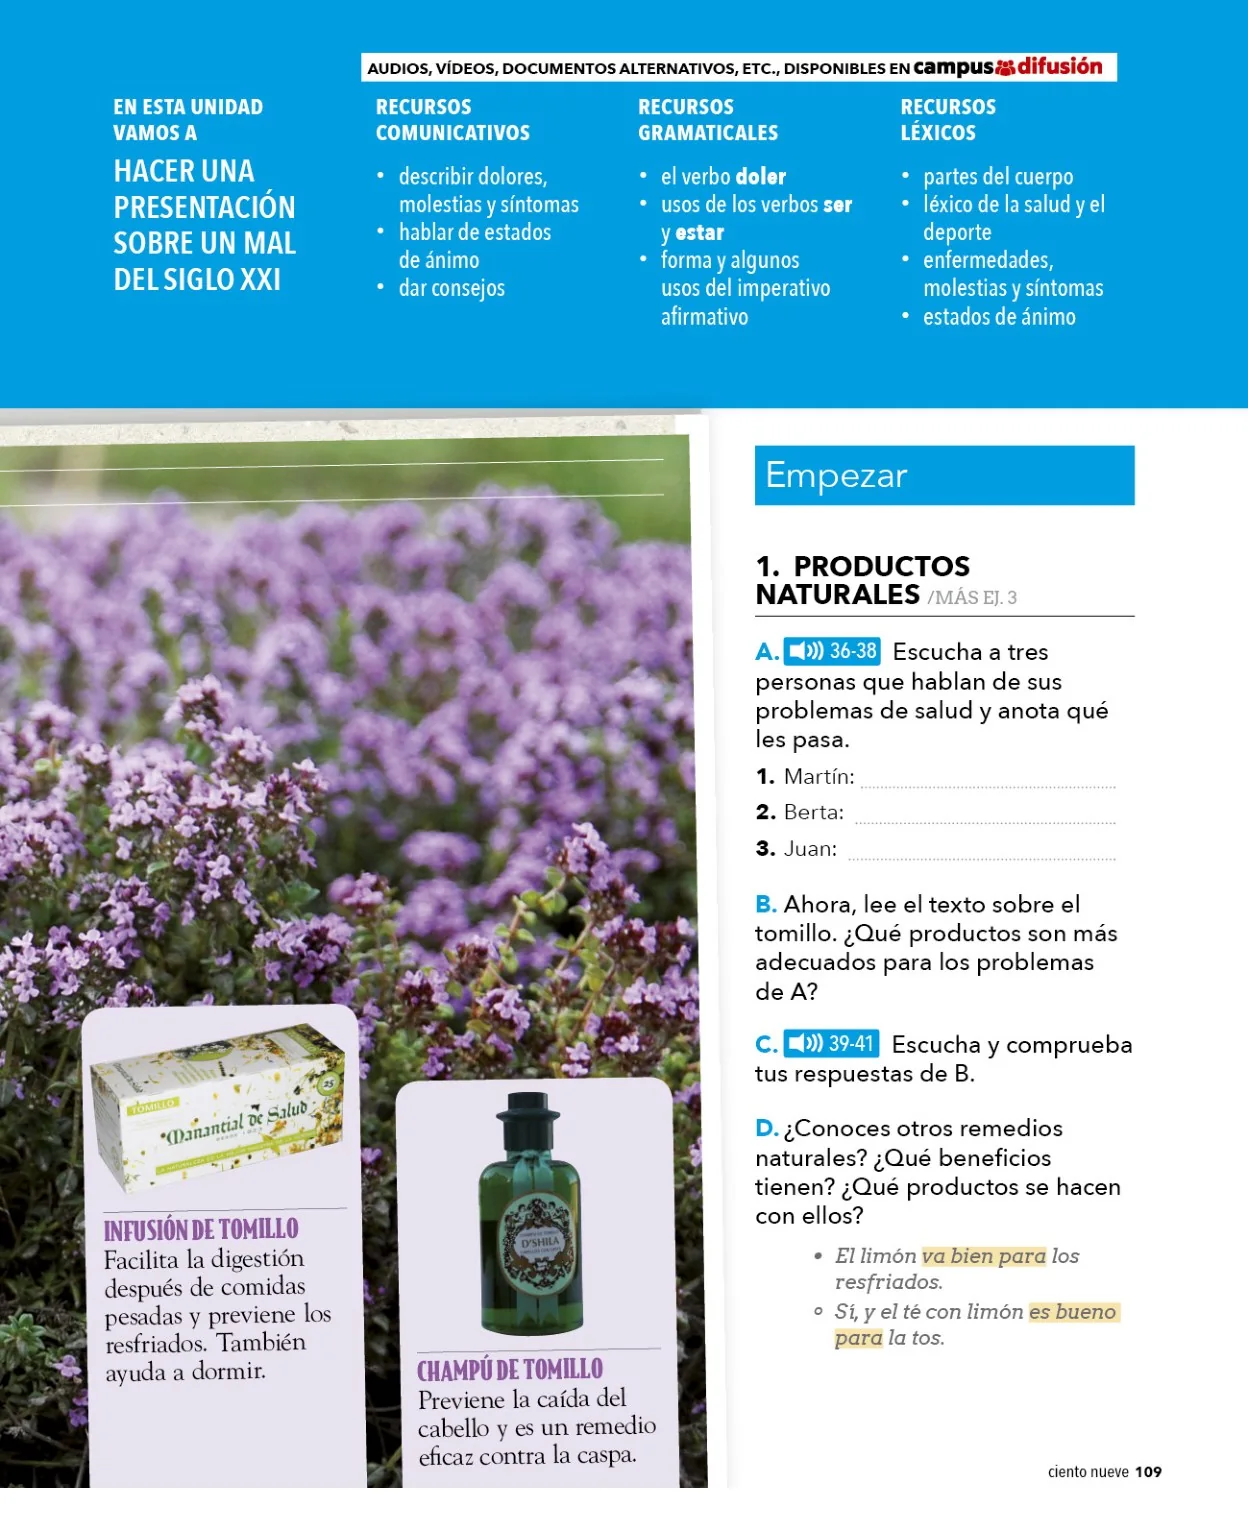 AUDIOS, VÍDEOS, DOCUMENTOS ALTERNATIVOS, ETC., DISPONIBLES EN campus difusión
EN ESTA UNIDAD
VAMOS A
HACER UNA
PRESENTACIÓN
SOBRE UN MAL
DEL SIGLO XXI
RECURSOS
COMUNICATIVOS
• describir dolores,
molestias y síntomas
• hablar de estados
de ánimo
• dar consejos
RECURSOS
GRAMATICALES
• el verbo doler
• usos de los verbos ser
y estar
• forma y algunos
usos del imperativo
afirmativo
RECURSOS
LÉXICOS
• partes del cuerpo
• léxico de la salud y el
deporte
• enfermedades,
molestias y síntomas
• estados de ánimo
TOMILLO
Manantial de Salud
25
INFUSIÓN DE TOMILLO
Facilita la digestión
después de comidas
pesadas y previene los
resfriados. También
ayuda a dormir.
D'SHILA
CHAMPÚ DE TOMILLO
Previene la caída del
cabello y es un remedio
eficaz contra la caspa.
Empezar
1. PRODUCTOS
NATURALES /MÁS EJ. 3
A. 36-38 Escucha a tres
personas que hablan de sus
problemas de salud y anota qué
les pasa.
1. Martín:
2. Berta:
3. Juan:
B. Ahora, lee el texto sobre el
tomillo. ¿Qué productos son más
adecuados para los problemas
de A?
C. 39-41 Escucha y comprueba
tus respuestas de B.
D. ¿Conoces otros remedios
naturales? ¿Qué beneficios
tienen? ¿Qué productos se hacen
con ellos?
• El limón va bien para los
resfriados.
○ Sí, y el té con limón es bueno
para la tos.
ciento nueve 109